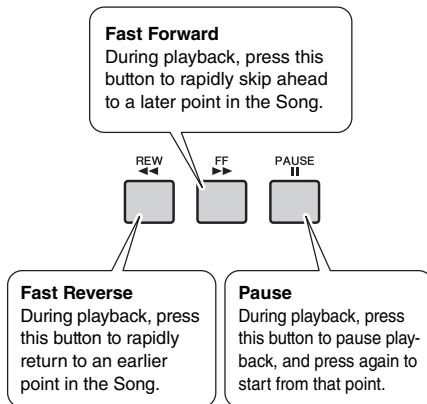 Fast Forward
During playback, press this
button to rapidly skip ahead
to a later point in the Song.
REW
FF
PAUSE
Fast Reverse
During playback, press
this button to rapidly
return to an earlier
point in the Song.
Pause
During playback, press
this button to pause play-
back, and press again to
start from that point.